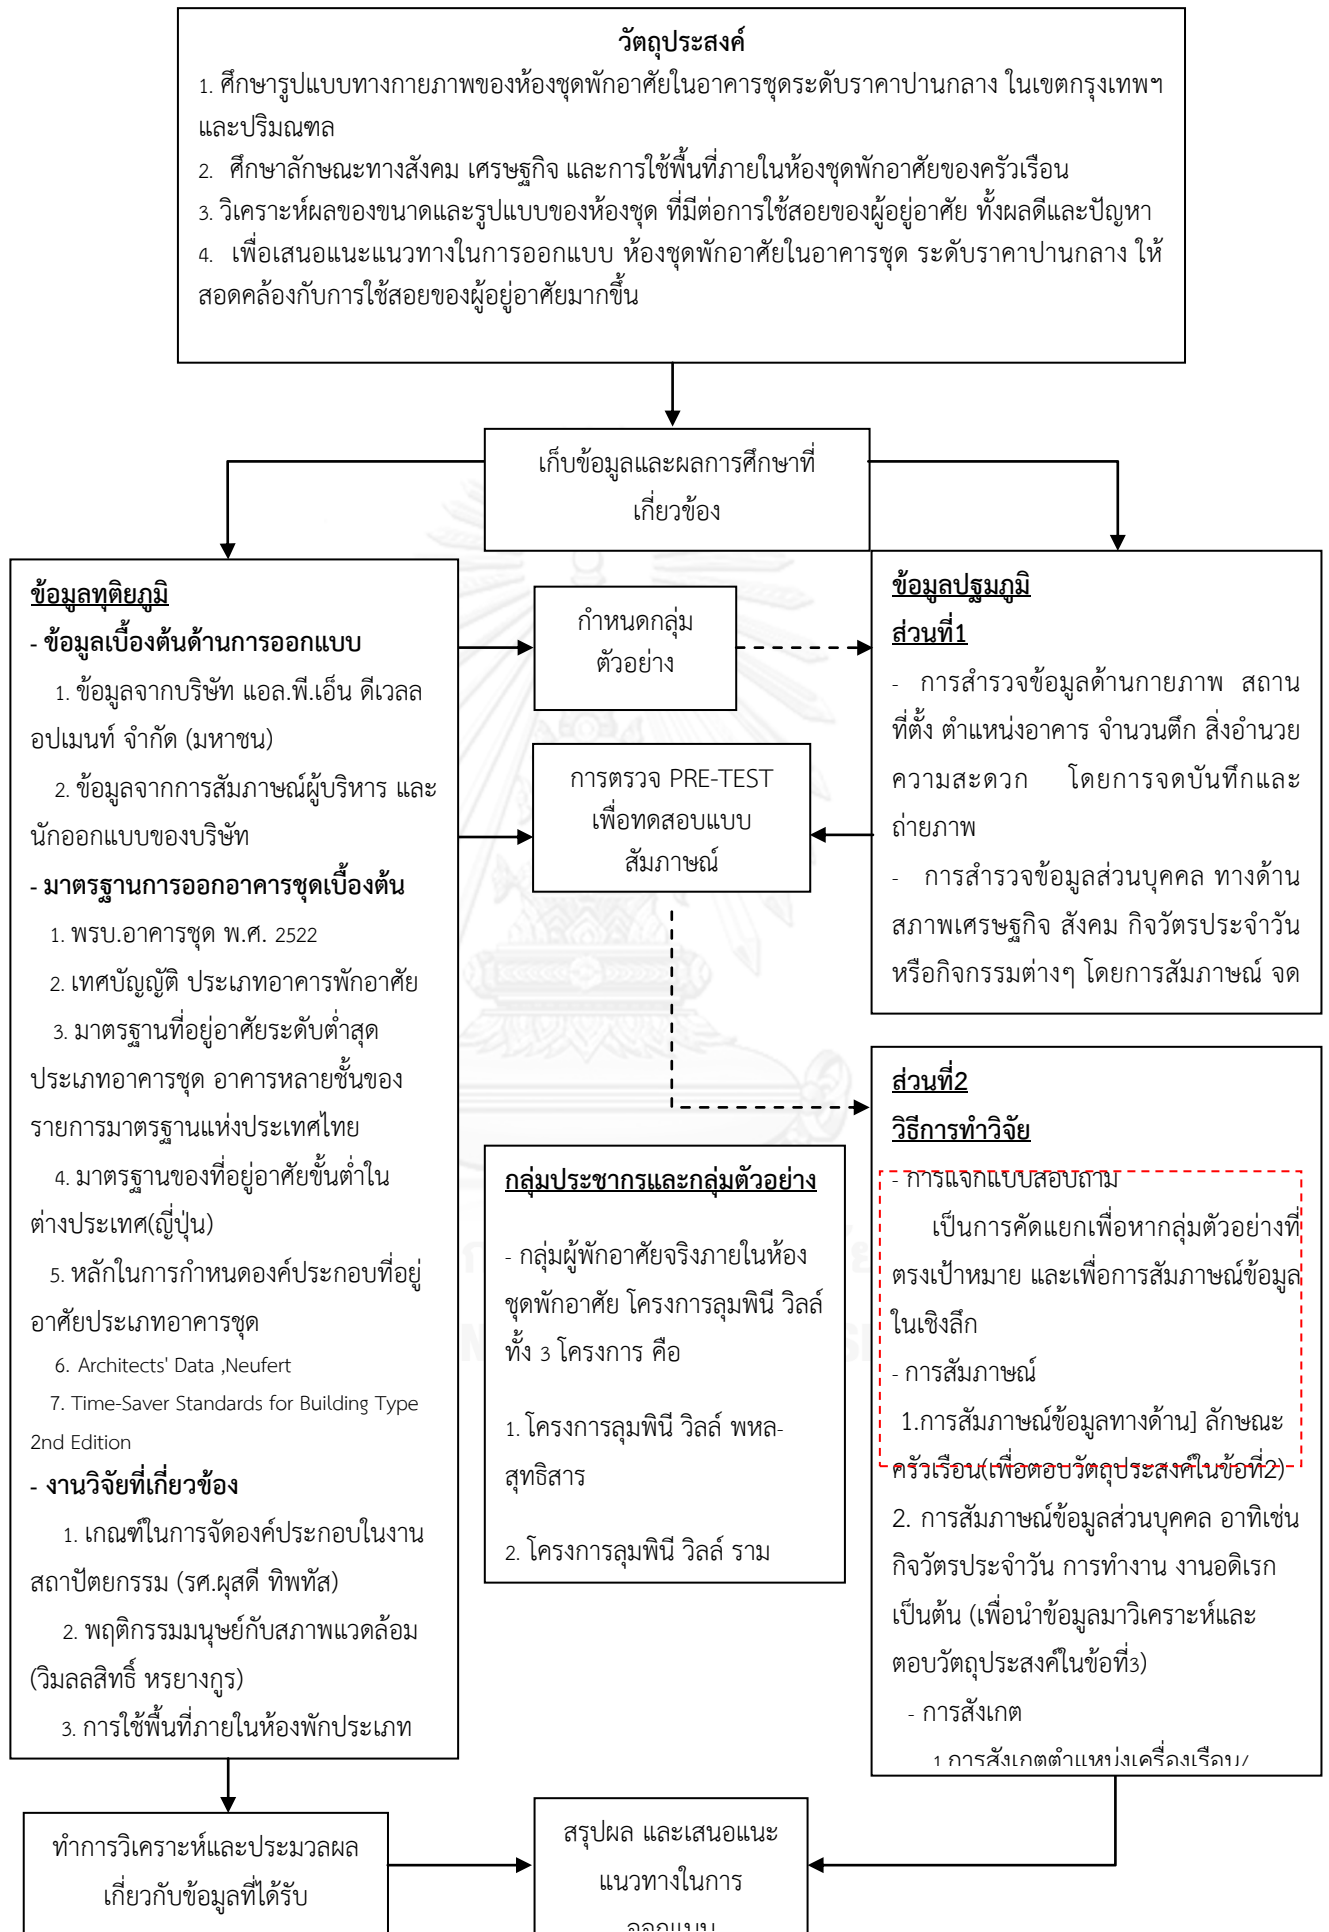 วัตถุประสงค์
1. ศึกษารูปแบบทางกายภาพของห้องชุดพักอาศัยในอาคารชุดระดับราคาปานกลาง ในเขตกรุงเทพฯ
และปริมณฑล
2. ศึกษาลักษณะทางสังคม เศรษฐกิจ และการใช้พื้นที่ภายในห้องชุดพักอาศัยของครัวเรือน
3. วิเคราะห์ผลของขนาดและรูปแบบของห้องชุด ที่มีต่อการใช้สอยของผู้อยู่อาศัย ทั้งผลดีและปัญหา
4. เพื่อเสนอแนะแนวทางในการออกแบบ ห้องชุดพักอาศัยในอาคารชุด ระดับราคาปานกลาง ให้
สอดคล้องกับการใช้สอยของผู้อยู่อาศัยมากขึ้น
เก็บข้อมูลและผลการศึกษาที่
เกี่ยวข้อง
ข้อมูลทุติยภูมิ
- ข้อมูลเบื้องต้นด้านการออกแบบ
1. ข้อมูลจากบริษัท แอล.พี.เอ็น ดีเวลล
อปเมนท์ จำกัด (มหาชน)
2. ข้อมูลจากการสัมภาษณ์ผู้บริหาร และ
นักออกแบบของบริษัท
- มาตรฐานการออกอาคารชุดเบื้องต้น
1. พรบ.อาคารชุด พ.ศ. 2522
2. เทศบัญญัติ ประเภทอาคารพักอาศัย
3. มาตรฐานที่อยู่อาศัยระดับต่ำสุด
ประเภทอาคารชุด อาคารหลายชั้นของ
รายการมาตรฐานแห่งประเทศไทย
4. มาตรฐานของที่อยู่อาศัยขั้นต่ำใน
ต่างประเทศ(ญี่ปุ่น)
5. หลักในการกำหนดองค์ประกอบที่อยู่
อาศัยประเภทอาคารชุด
6. Architects' Data ,Neufert
7. Time-Saver Standards for Building Type
2nd Edition
- งานวิจัยที่เกี่ยวข้อง
1. เกณฑ์ในการจัดองค์ประกอบในงาน
สถาปัตยกรรม (รศ.ผุสดี ทิพทัส)
2. พฤติกรรมมนุษย์กับสภาพแวดล้อม
(วิมลสิทธิ์ หรยางกูร)
3. การใช้พื้นที่ภายในห้องพักประเภท
กำหนดกลุ่ม
ตัวอย่าง
การตรวจ PRE-TEST
เพื่อทดสอบแบบ
สัมภาษณ์
ข้อมูลปฐมภูมิ
ส่วนที่1
- การสำรวจข้อมูลด้านกายภาพ สถาน
ที่ตั้ง ตำแหน่งอาคาร จำนวนตึก สิ่งอำนวย
ความสะดวก โดยการจดบันทึกและ
ถ่ายภาพ
- การสำรวจข้อมูลส่วนบุคคล ทางด้าน
สภาพเศรษฐกิจ สังคม กิจวัตรประจำวัน
หรือกิจกรรมต่างๆ โดยการสัมภาษณ์ จด
กลุ่มประชากรและกลุ่มตัวอย่าง
- กลุ่มผู้พักอาศัยจริงภายในห้อง
ชุดพักอาศัย โครงการลุมพินี วิลล์
ทั้ง 3 โครงการ คือ
1. โครงการลุมพินี วิลล์ พหล-
สุทธิสาร
2. โครงการลุมพินี วิลล์ ราม
ส่วนที่2
วิธีการทำวิจัย
- การแจกแบบสอบถาม
เป็นการคัดแยกเพื่อหากลุ่มตัวอย่างที่
ตรงเป้าหมาย และเพื่อการสัมภาษณ์ข้อมูล
ในเชิงลึก
- การสัมภาษณ์
1.การสัมภาษณ์ข้อมูลทางด้าน] ลักษณะ
ครัวเรือน(เพื่อตอบวัตถุประสงค์ในข้อที่2)
2. การสัมภาษณ์ข้อมูลส่วนบุคคล อาทิเช่น
กิจวัตรประจำวัน การทำงาน งานอดิเรก
เป็นต้น (เพื่อนำข้อมูลมาวิเคราะห์และ
ตอบวัตถุประสงค์ในข้อที่3)
- การสังเกต
1 การสังเกตตำแหน่งเครื่องเรือน/
ทำการวิเคราะห์และประมวลผล
เกี่ยวกับข้อมูลที่ได้รับ
สรุปผล และเสนอแนะ
แนวทางในการ
ออกแบบ